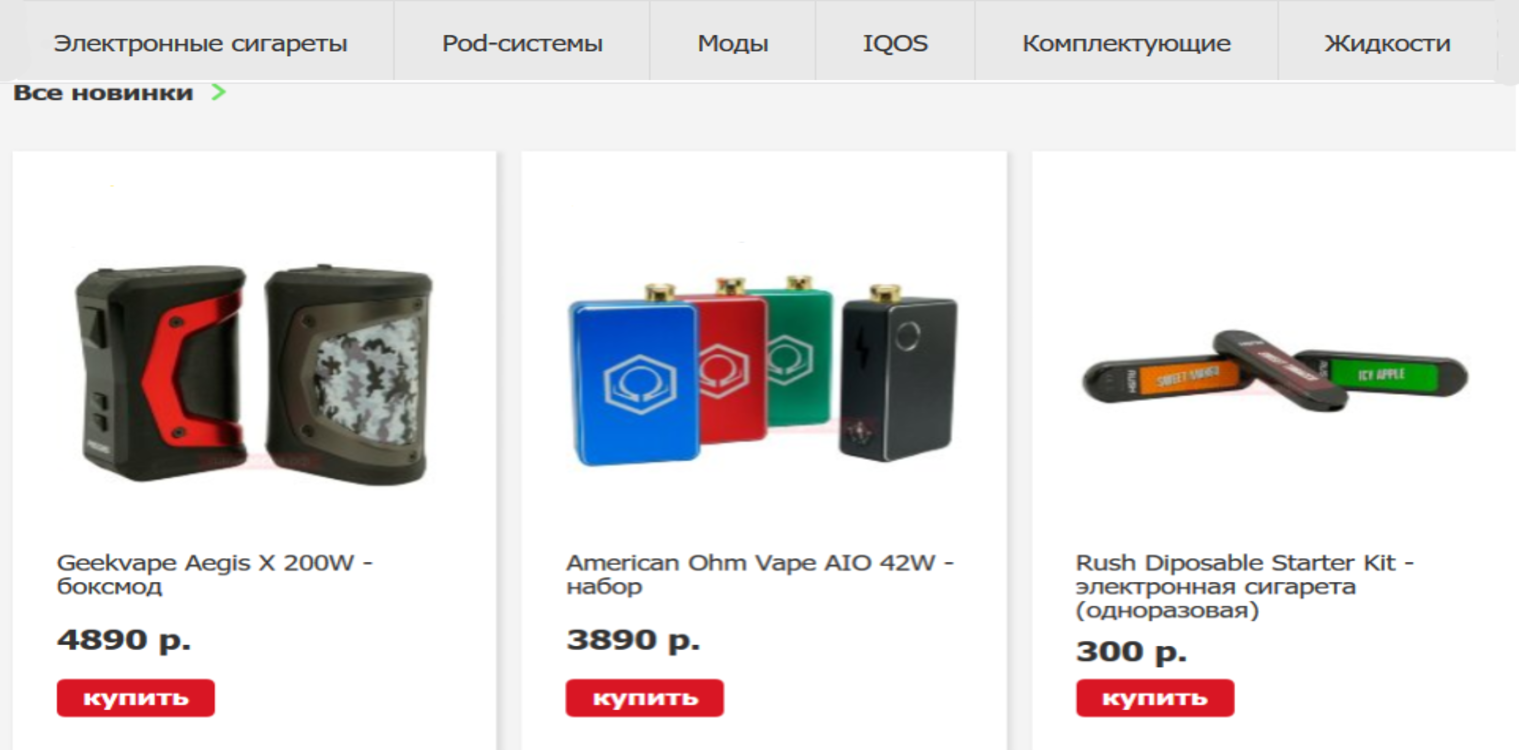 Электронные сигареты
Pod-системы
Моды
IQOS
Комплектующие
Жидкости
Все новинки
SWEET MANGO
ICY APPLE
Geekvape Aegis X 200W -
боксмод
4890 р.
купить
American Ohm Vape AIO 42W -
набор
3890 р.
купить
Rush Diposable Starter Kit -
электронная сигарета
(одноразовая)
300 р.
купить